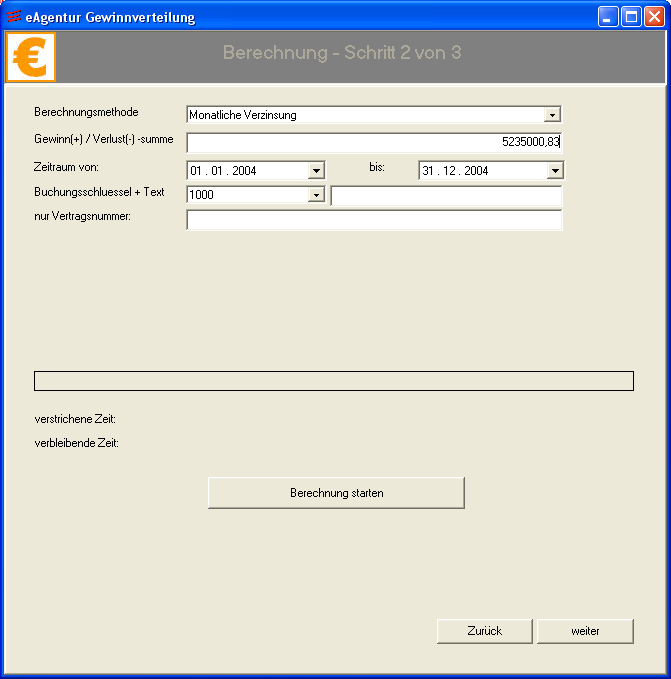 eAgentur Gewinnverteilung
€
Berechnung - Schritt 2 von 3
Berechnungsmethode Monatliche Verzinsung
Gewinn(+) / Verlust(-) -summe 5235000,83
Zeitraum von: 01 . 01 . 2004 bis: 31 . 12 . 2004
Buchungsschluessel + Text 1000
nur Vertragsnummer:
verstrichene Zeit:
verbleibende Zeit:
Berechnung starten
Zurück weiter